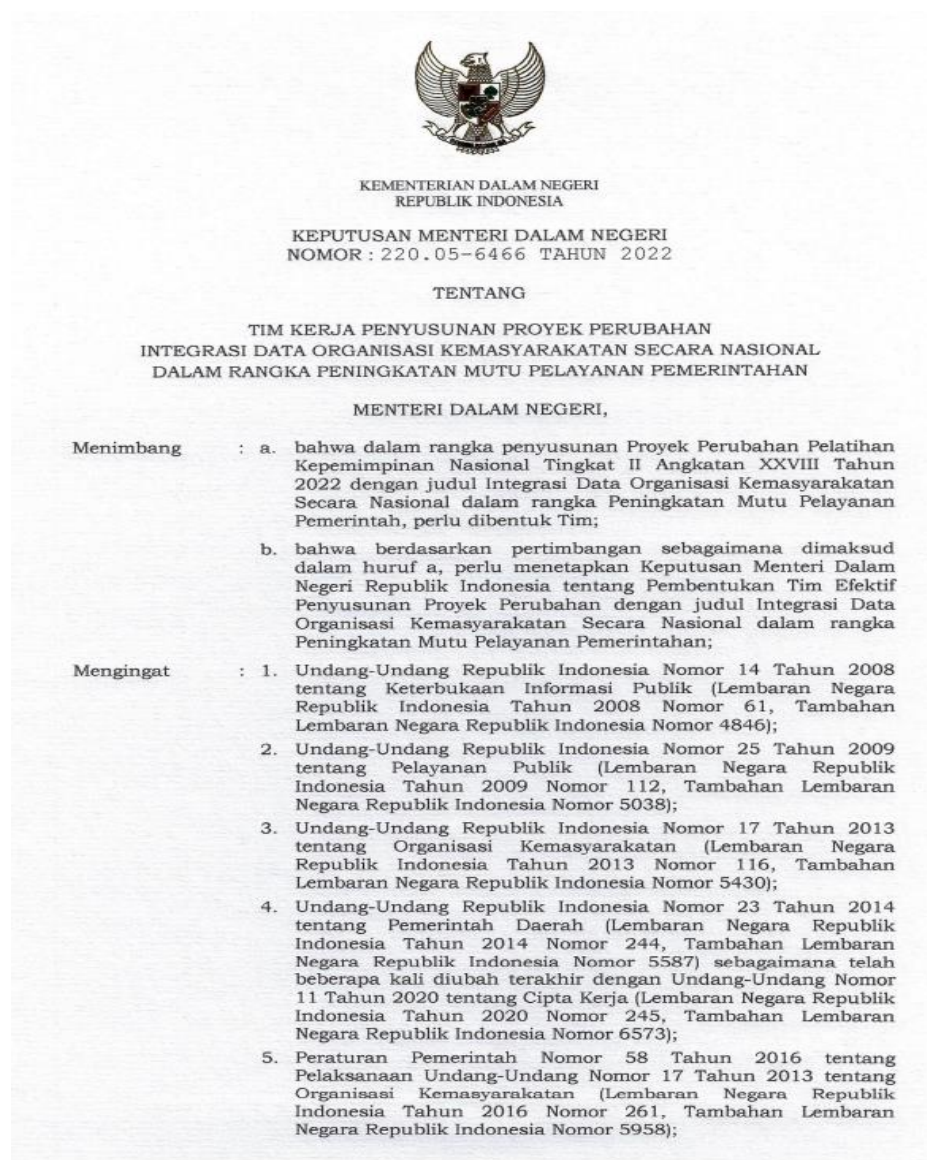 KEMENTERIAN DALAM NEGERI
REPUBLIK INDONESIA
KEPUTUSAN MENTERI DALAM NEGERI
NOMOR : 220.05-6466 TAHUN 2022
TENTANG
TIM KERJA PENYUSUNAN PROYEK PERUBAHAN
INTEGRASI DATA ORGANISASI KEMASYARAKATAN SECARA NASIONAL
DALAM RANGKA PENINGKATAN MUTU PELAYANAN PEMERINTAHAN
MENTERI DALAM NEGERI,
Menimbang : a. bahwa dalam rangka penyusunan Proyek Perubahan Pelatihan
Kepemimpinan Nasional Tingkat II Angkatan XXVIII Tahun
2022 dengan judul Integrasi Data Organisasi Kemasyarakatan
Secara Nasional dalam rangka Peningkatan Mutu Pelayanan
Pemerintah, perlu dibentuk Tim;
b. bahwa berdasarkan pertimbangan sebagaimana dimaksud
dalam huruf a, perlu menetapkan Keputusan Menteri Dalam
Negeri Republik Indonesia tentang Pembentukan Tim Efektif
Penyusunan Proyek Perubahan dengan judul Integrasi Data
Organisasi Kemasyarakatan Secara Nasional dalam rangka
Peningkatan Mutu Pelayanan Pemerintahan;
Mengingat : 1. Undang-Undang Republik Indonesia Nomor 14 Tahun 2008
tentang Keterbukaan Informasi Publik (Lembaran Negara
Republik Indonesia Tahun 2008 Nomor 61, Tambahan
Lembaran Negara Republik Indonesia Nomor 4846);
2. Undang-Undang Republik Indonesia Nomor 25 Tahun 2009
tentang Pelayanan Publik (Lembaran Negara Republik
Indonesia Tahun 2009 Nomor 112, Tambahan Lembaran
Negara Republik Indonesia Nomor 5038);
3. Undang-Undang Republik Indonesia Nomor 17 Tahun 2013
tentang Organisasi Kemasyarakatan (Lembaran Negara
Republik Indonesia Tahun 2013 Nomor 116, Tambahan
Lembaran Negara Republik Indonesia Nomor 5430);
4. Undang-Undang Republik Indonesia Nomor 23 Tahun 2014
tentang Pemerintah Daerah (Lembaran Negara Republik
Indonesia Tahun 2014 Nomor 244, Tambahan Lembaran
Negara Republik Indonesia Nomor 5587) sebagaimana telah
beberapa kali diubah terakhir dengan Undang-Undang Nomor
11 Tahun 2020 tentang Cipta Kerja (Lembaran Negara Republik
Indonesia Tahun 2020 Nomor 245, Tambahan Lembaran
Negara Republik Indonesia Nomor 6573);
5. Peraturan Pemerintah Nomor 58 Tahun 2016 tentang
Pelaksanaan Undang-Undang Nomor 17 Tahun 2013 tentang
Organisasi Kemasyarakatan (Lembaran Negara Republik
Indonesia Tahun 2016 Nomor 261, Tambahan Lembaran
Negara Republik Indonesia Nomor 5958);